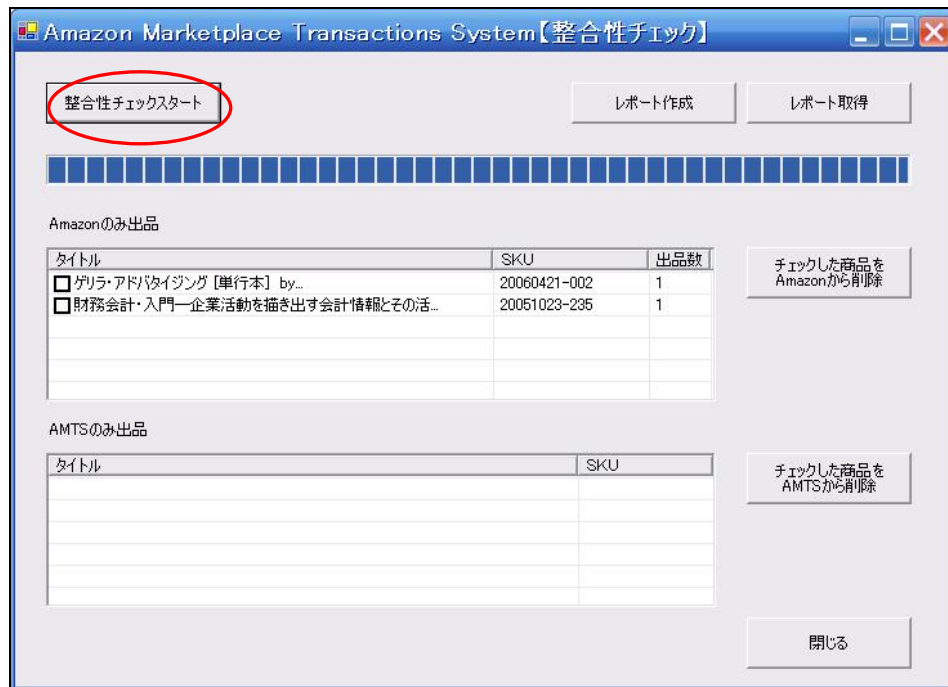 Amazon Marketplace Transactions System【整合性チェック】
整合性チェックスタート
レポート作成
レポート取得
Amazonのみ出品
タイトル SKU 出品数
ゲリラ・アドバタイジング [単行本] by...
20060421-002 1
財務会計・入門―企業活動を描き出す会計情報とその活...
20051023-235 1
チェックした商品を
Amazonから削除
AMTSのみ出品
タイトル SKU
チェックした商品を
AMTSから削除
閉じる